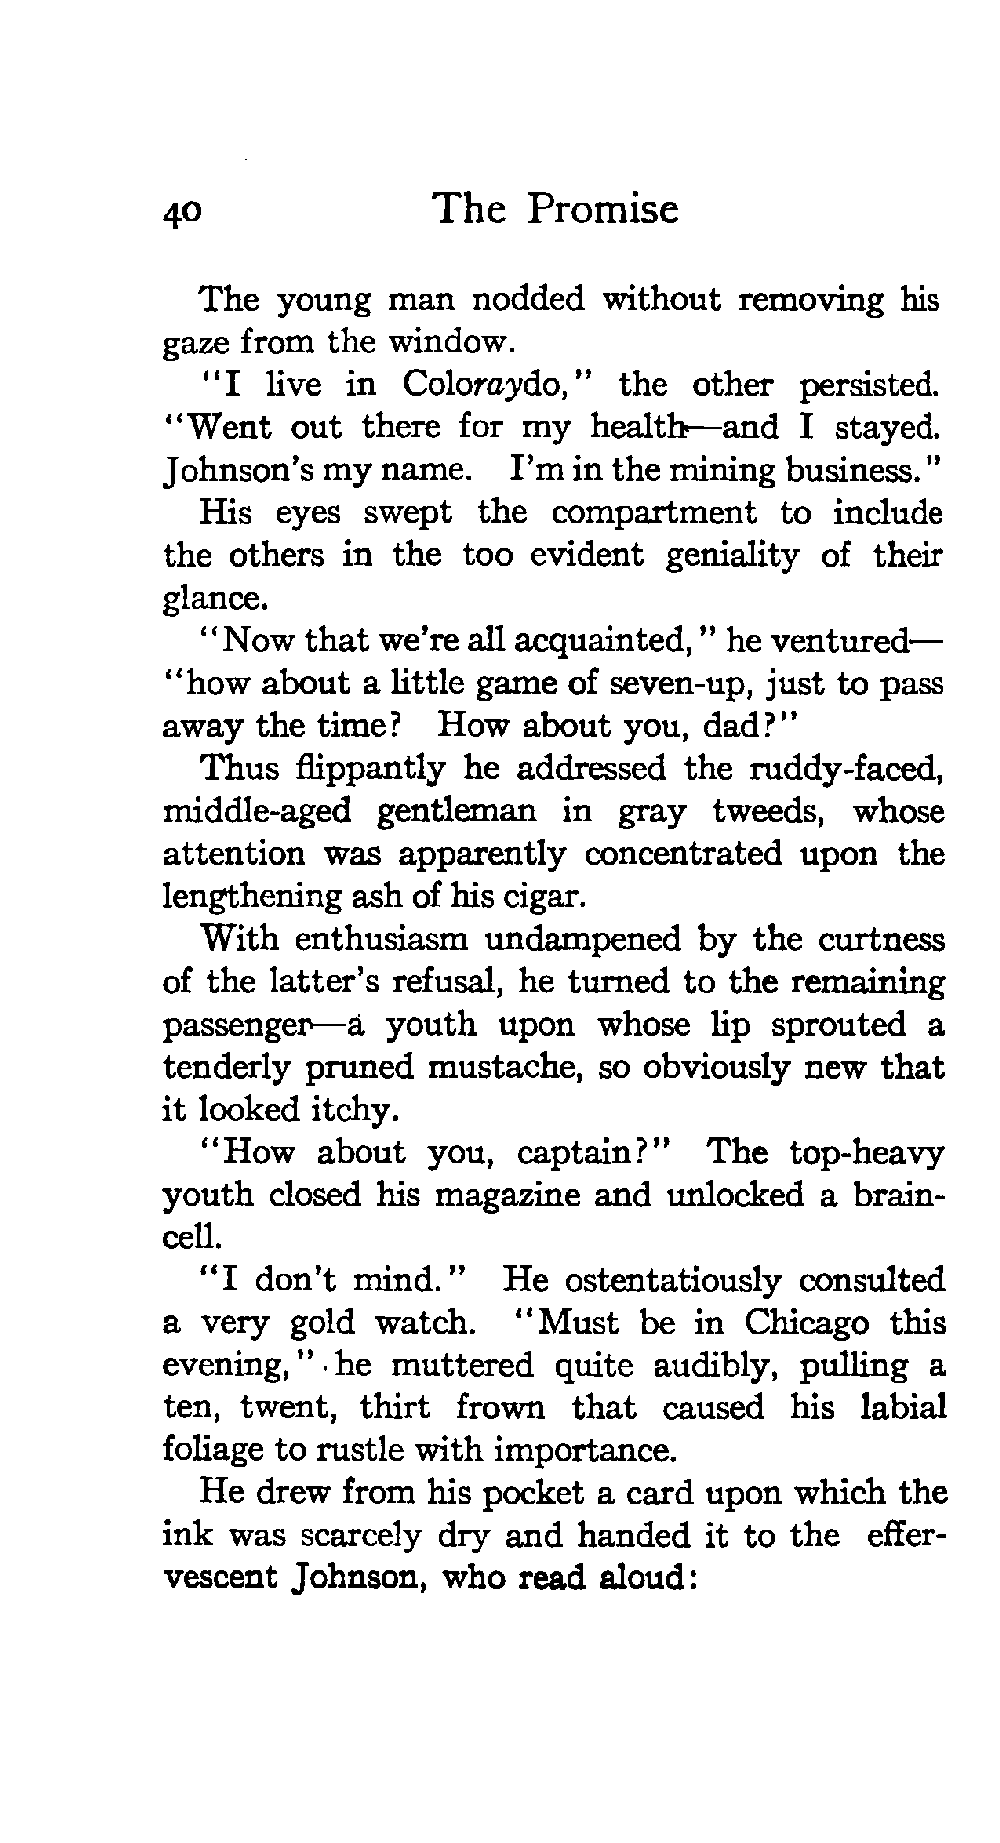 40 The Promise
The young man nodded without removing his
gaze from the window.
"I live in Coloraydo," the other persisted.
"Went out there for my health—and I stayed.
Johnson's my name. I'm in the mining business."
His eyes swept the compartment to include
the others in the too evident geniality of their
glance.
"Now that we're all acquainted," he ventured—
"how about a little game of seven-up, just to pass
away the time? How about you, dad?"
Thus flippantly he addressed the ruddy-faced,
middle-aged gentleman in gray tweeds, whose
attention was apparently concentrated upon the
lengthening ash of his cigar.
With enthusiasm undampened by the curtness
of the latter's refusal, he turned to the remaining
passenger—a youth upon whose lip sprouted a
tenderly pruned mustache, so obviously new that
it looked itchy.
"How about you, captain?" The top-heavy
youth closed his magazine and unlocked a brain-
cell.
"I don't mind." He ostentatiously consulted
a very gold watch. "Must be in Chicago this
evening," he muttered quite audibly, pulling a
ten, twent, thirt frown that caused his labial
foliage to rustle with importance.
He drew from his pocket a card upon which the
ink was scarcely dry and handed it to the effer-
vescent Johnson, who read aloud: